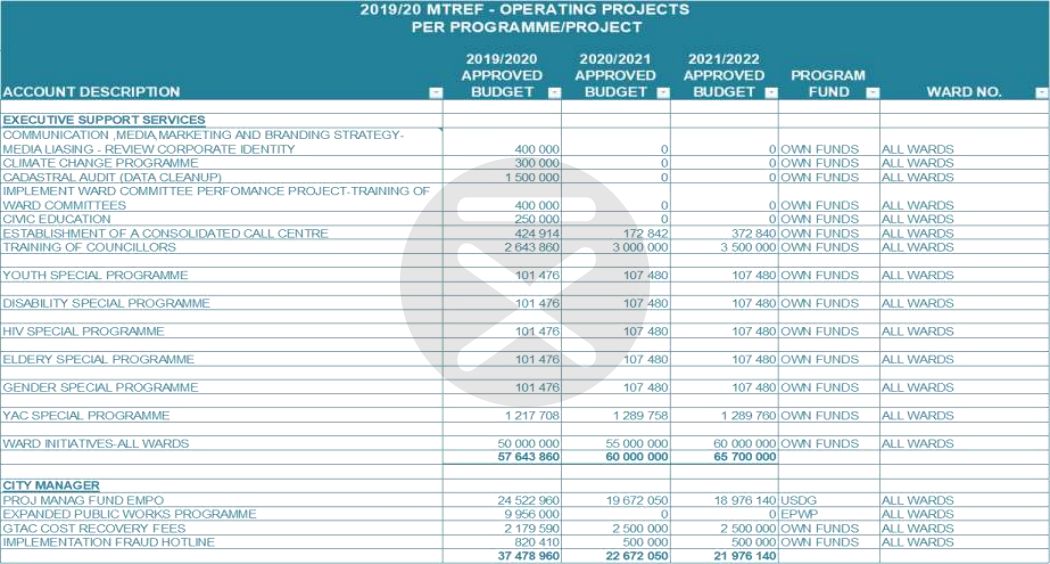 2019/20 MTREF - OPERATING PROJECTS
PER PROGRAMME/PROJECT
ACCOUNT DESCRIPTION 2019/2020 APPROVED BUDGET 2020/2021 APPROVED BUDGET 2021/2022 APPROVED BUDGET PROGRAM FUND WARD NO.
EXECUTIVE SUPPORT SERVICES
COMMUNICATION ,MEDIA,MARKETING AND BRANDING STRATEGY-
MEDIA LIASING - REVIEW CORPORATE IDENTITY 400 000 0 0 OWN FUNDS ALL WARDS
CLIMATE CHANGE PROGRAMME 300 000 0 0 OWN FUNDS ALL WARDS
CADASTRAL AUDIT (DATA CLEANUP) 1 500 000 0 0 OWN FUNDS ALL WARDS
IMPLEMENT WARD COMMITTEE PERFOMANCE PROJECT-TRAINING OF
WARD COMMITTEES 400 000 0 0 OWN FUNDS ALL WARDS
CIVIC EDUCATION 250 000 0 0 OWN FUNDS ALL WARDS
ESTABLISHMENT OF A CONSOLIDATED CALL CENTRE 424 914 172 842 372 840 OWN FUNDS ALL WARDS
TRAINING OF COUNCILLORS 2 643 860 3 000 000 3 500 000 OWN FUNDS ALL WARDS
YOUTH SPECIAL PROGRAMME 101 476 107 480 107 480 OWN FUNDS ALL WARDS
DISABILITY SPECIAL PROGRAMME 101 476 107 480 107 480 OWN FUNDS ALL WARDS
HIV SPECIAL PROGRAMME 101 476 107 480 107 480 OWN FUNDS ALL WARDS
ELDERY SPECIAL PROGRAMME 101 476 107 480 107 480 OWN FUNDS ALL WARDS
GENDER SPECIAL PROGRAMME 101 476 107 480 107 480 OWN FUNDS ALL WARDS
YAC SPECIAL PROGRAMME 1 217 708 1 289 758 1 289 760 OWN FUNDS ALL WARDS
WARD INITIATIVES-ALL WARDS 50 000 000 55 000 000 60 000 000 OWN FUNDS ALL WARDS
57 643 860 60 000 000 65 700 000
CITY MANAGER
PROJ MANAG FUND EMPO 24 522 960 19 672 050 18 976 140 USDG ALL WARDS
EXPANDED PUBLIC WORKS PROGRAMME 9 956 000 0 0 EPWP ALL WARDS
GTAC COST RECOVERY FEES 2 179 590 2 500 000 2 500 000 OWN FUNDS ALL WARDS
IMPLEMENTATION FRAUD HOTLINE 820 410 500 000 500 000 OWN FUNDS ALL WARDS
37 478 960 22 672 050 21 976 140